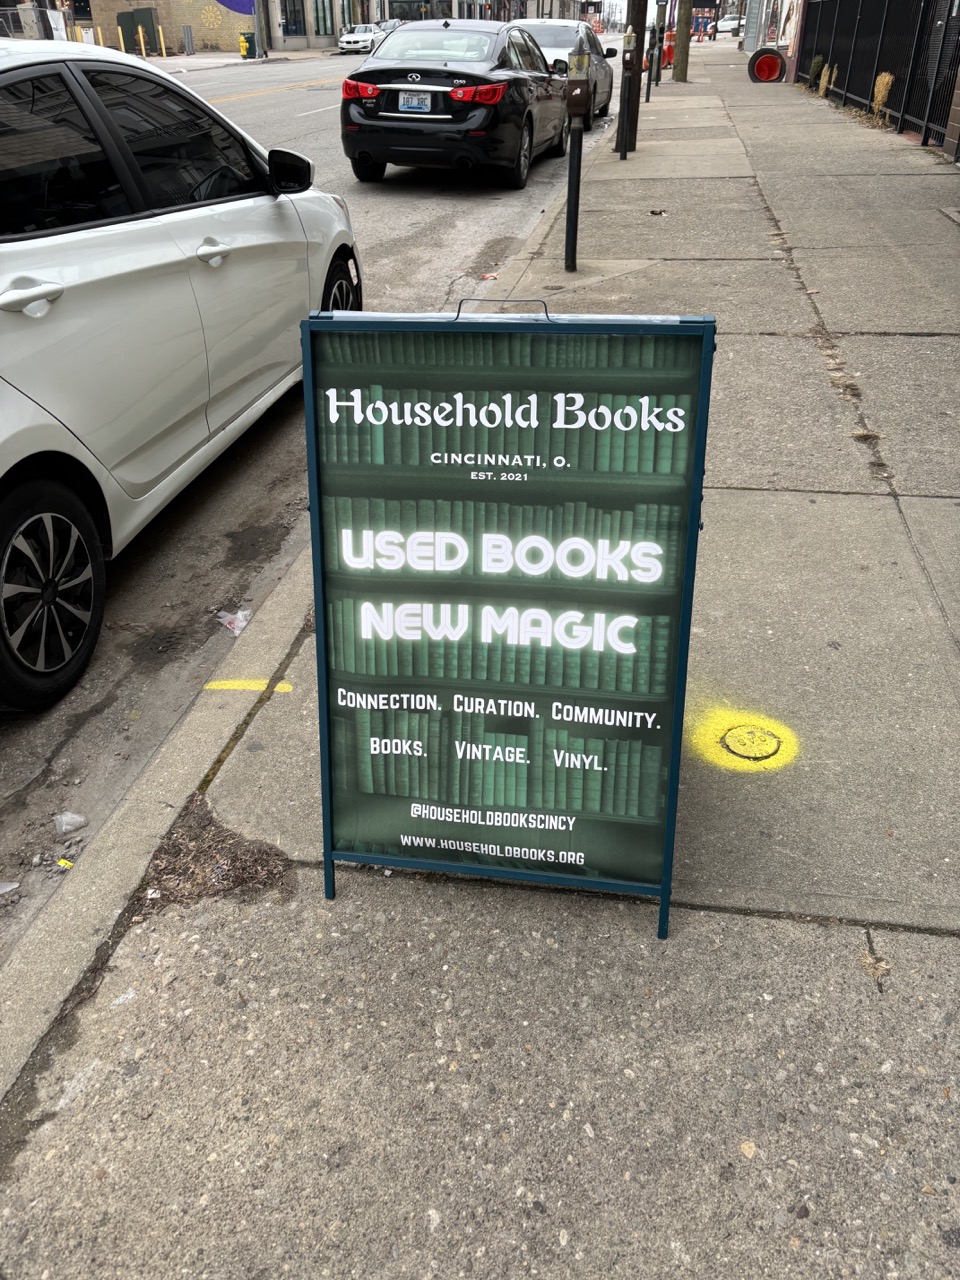 Household Books
CINCINNATI, O.
EST. 2021
USED BOOKS
NEW MAGIC
CONNECTION. CURATION. COMMUNITY.
BOOKS. VINTAGE. VINYL.
@HOUSEHOLDBOOKSCINCY
WWW.HOUSEHOLDBOOKS.ORG
Q50